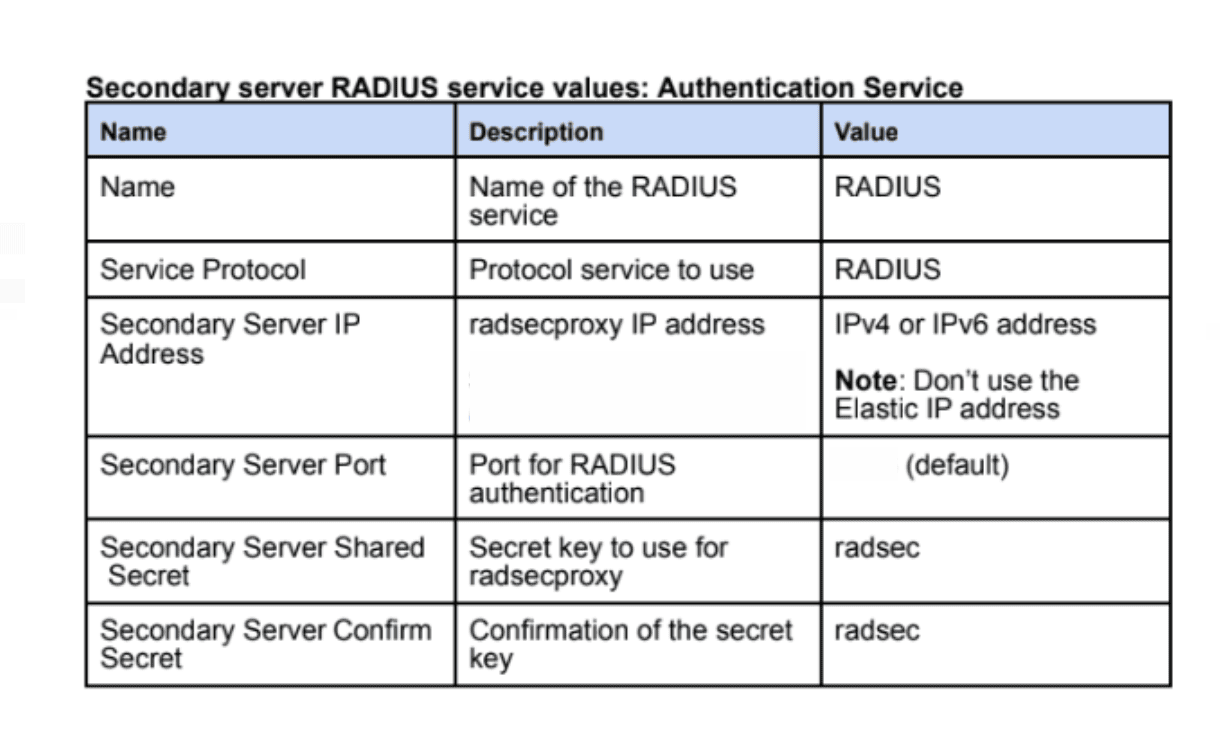 Secondary server RADIUS service values: Authentication Service
Name Description Value
Name Name of the RADIUS RADIUS
service
Service Protocol Protocol service to use RADIUS
Secondary Server IP radsecproxy IP address IPv4 or IPv6 address
Address
Note: Don't use the
Elastic IP address
Secondary Server Port Port for RADIUS (default)
authentication
Secondary Server Shared Secret key to use for radsec
Secret radsecproxy
Secondary Server Confirm Confirmation of the secret radsec
Secret key